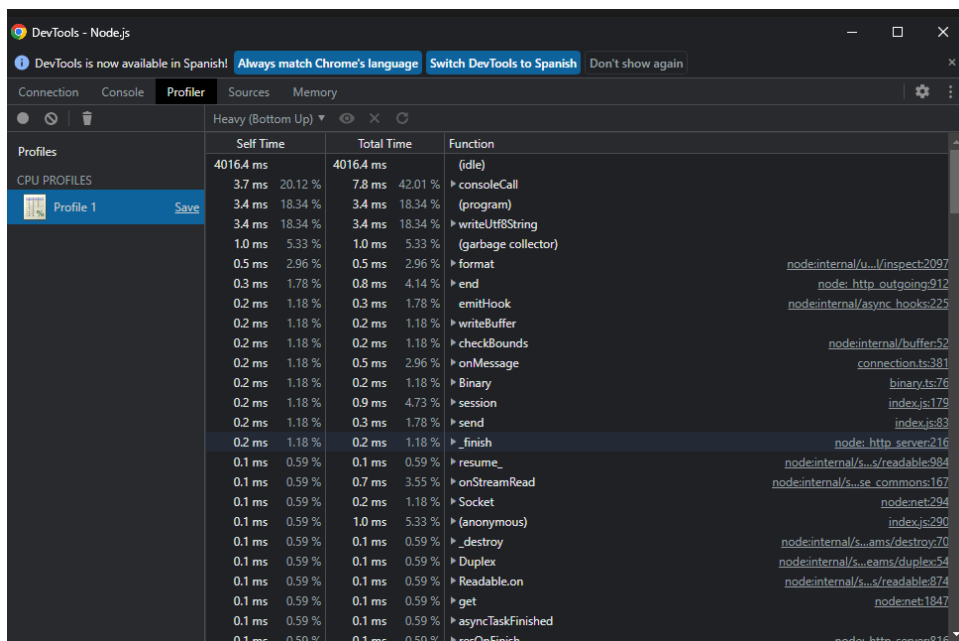 DevTools - Node.js
DevTools is now available in Spanish! Always match Chrome's language Switch DevTools to Spanish Don't show again
Connection Console Profiler Sources Memory
Heavy (Bottom Up)
Profiles
CPU PROFILES
Profile 1 Save
Self Time Total Time Function
4016.4 ms 4016.4 ms (idle)
3.7 ms 20.12 % 7.8 ms 42.01 % consoleCall
3.4 ms 18.34 % 3.4 ms 18.34 % (program)
3.4 ms 18.34 % 3.4 ms 18.34 % writeUtf8String
1.0 ms 5.33 % 1.0 ms 5.33 % (garbage collector)
0.5 ms 2.96 % 0.5 ms 2.96 % format node:internal/u...l/inspect:2097
0.3 ms 1.78 % 0.8 ms 4.14 % end node:_http_outgoing:912
0.2 ms 1.18 % 0.3 ms 1.78 % emitHook node:internal/async_hooks:225
0.2 ms 1.18 % 0.2 ms 1.18 % writeBuffer
0.2 ms 1.18 % 0.2 ms 1.18 % checkBounds node:internal/buffer:52
0.2 ms 1.18 % 0.5 ms 2.96 % onMessage connection.ts:381
0.2 ms 1.18 % 0.2 ms 1.18 % Binary binary.ts:76
0.2 ms 1.18 % 0.9 ms 4.73 % session index.js:179
0.2 ms 1.18 % 0.3 ms 1.78 % send index.js:83
0.2 ms 1.18 % 0.2 ms 1.18 % _finish node:_http_server:216
0.1 ms 0.59 % 0.1 ms 0.59 % resume_ node:internal/s...s/readable:984
0.1 ms 0.59 % 0.7 ms 3.55 % onStreamRead node:internal/s...se_commons:167
0.1 ms 0.59 % 0.2 ms 1.18 % Socket node:net:294
0.1 ms 0.59 % 1.0 ms 5.33 % (anonymous) index.js:290
0.1 ms 0.59 % 0.1 ms 0.59 % _destroy node:internal/s...ams/destroy:70
0.1 ms 0.59 % 0.1 ms 0.59 % Duplex node:internal/s...eams/duplex:54
0.1 ms 0.59 % 0.1 ms 0.59 % Readable.on node:internal/s...s/readable:874
0.1 ms 0.59 % 0.1 ms 0.59 % get node:net:1847
0.1 ms 0.59 % 0.1 ms 0.59 % asyncTaskFinished
0.1 ms 0.59 % 0.1 ms 0.59 % resOnFinish node:_http_server:816